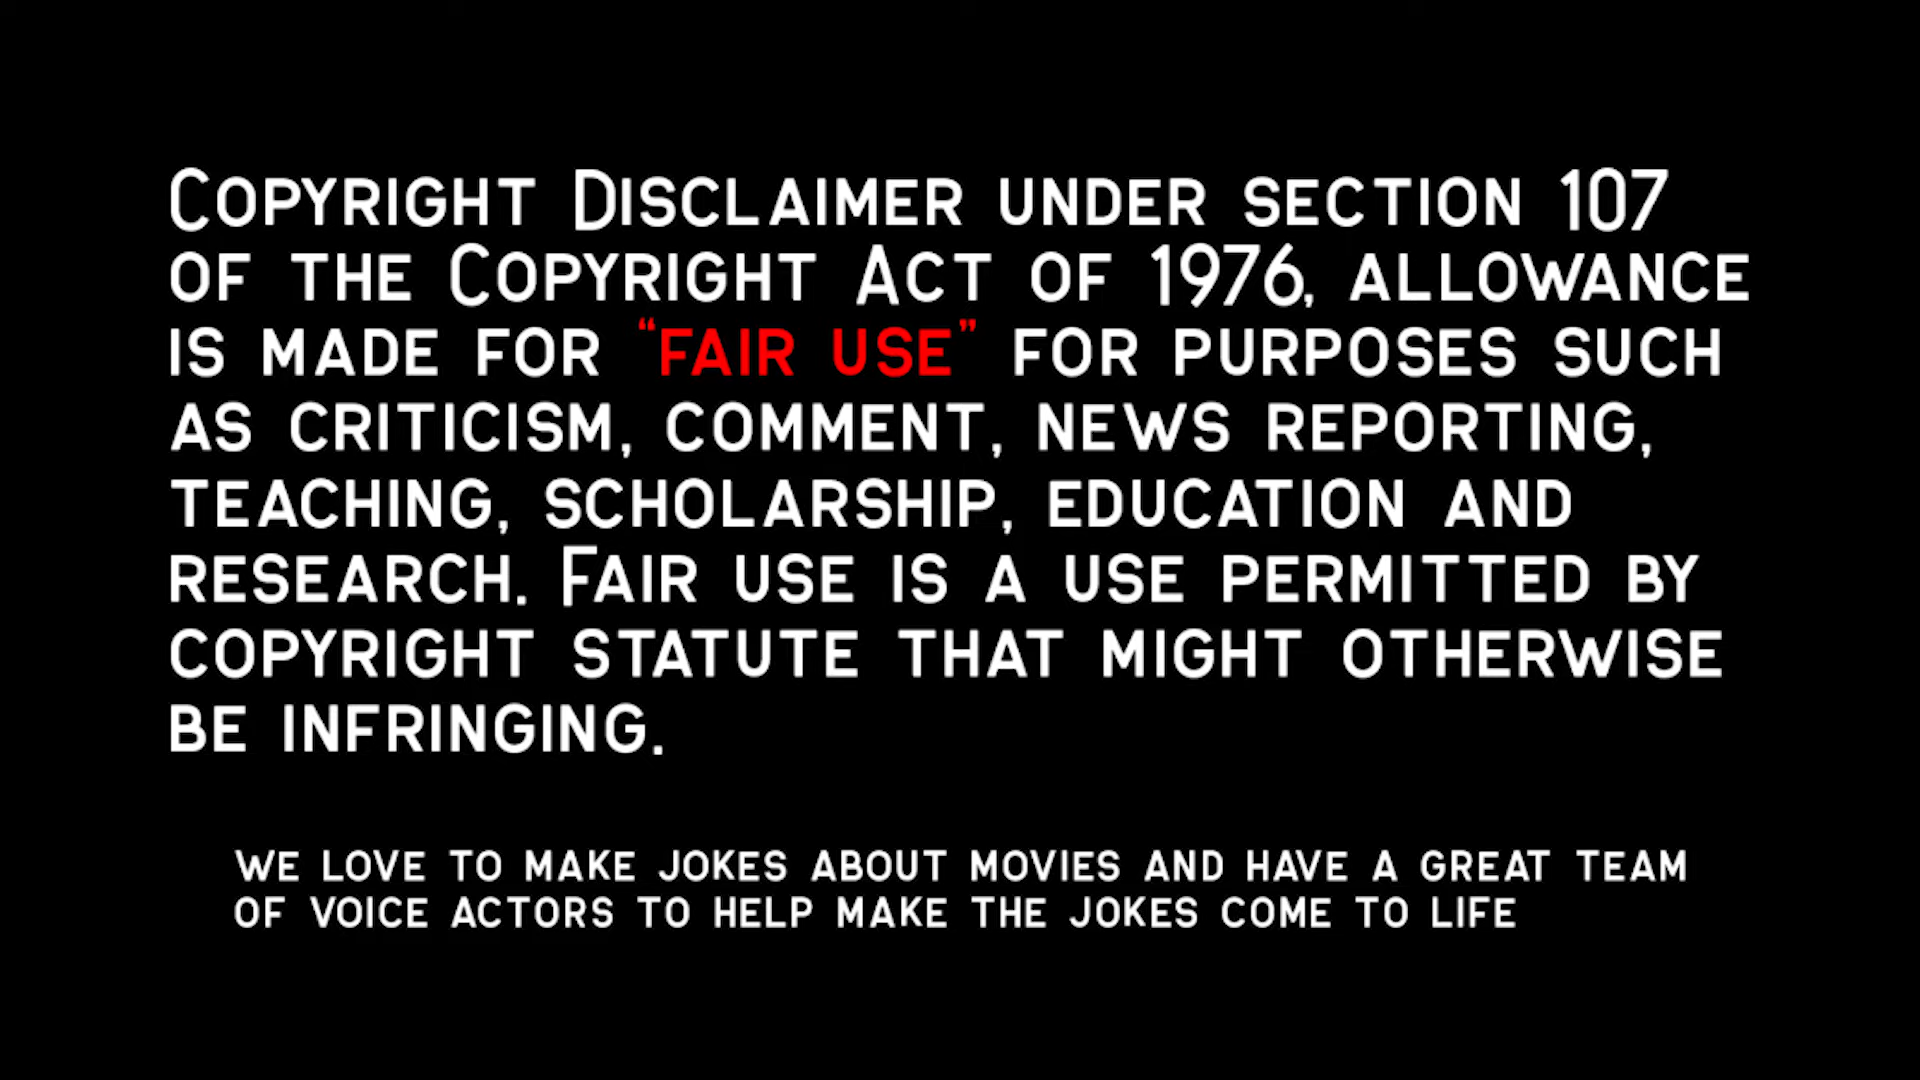 Copyright Disclaimer under section 107
of the Copyright Act of 1976, allowance
is made for “fair use” for purposes such
as criticism, comment, news reporting,
teaching, scholarship, education and
research. Fair use is a use permitted by
copyright statute that might otherwise
be infringing.
we love to make jokes about movies and have a great team
of voice actors to help make the jokes come to life